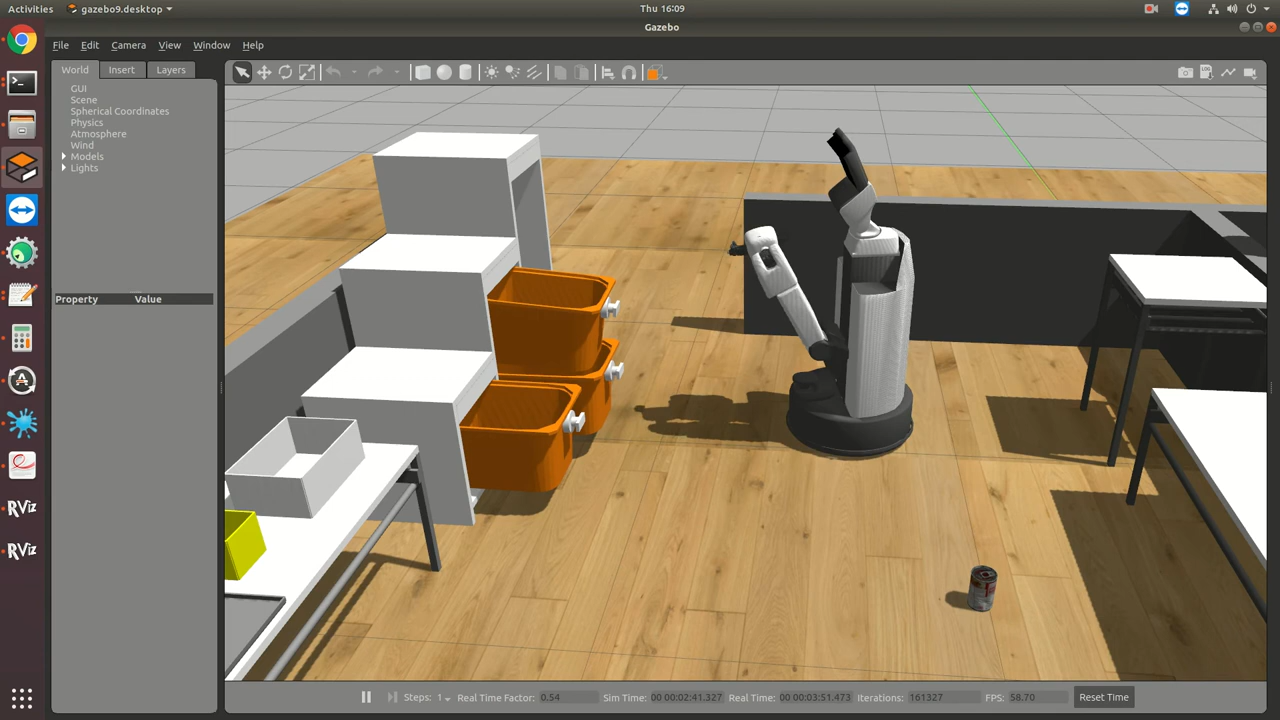 Activities gazebo9.desktop Thu 16:09
Gazebo
File Edit Camera View Window Help
World Insert Layers
GUI
Scene
Spherical Coordinates
Physics
Atmosphere
Wind
Models
Lights
Property Value
RViz
RViz
Steps: 1 Real Time Factor: 0.54 Sim Time: 00 00:02:41.327 Real Time: 00 00:03:51.473 Iterations: 161327 FPS: 58.70 Reset Time